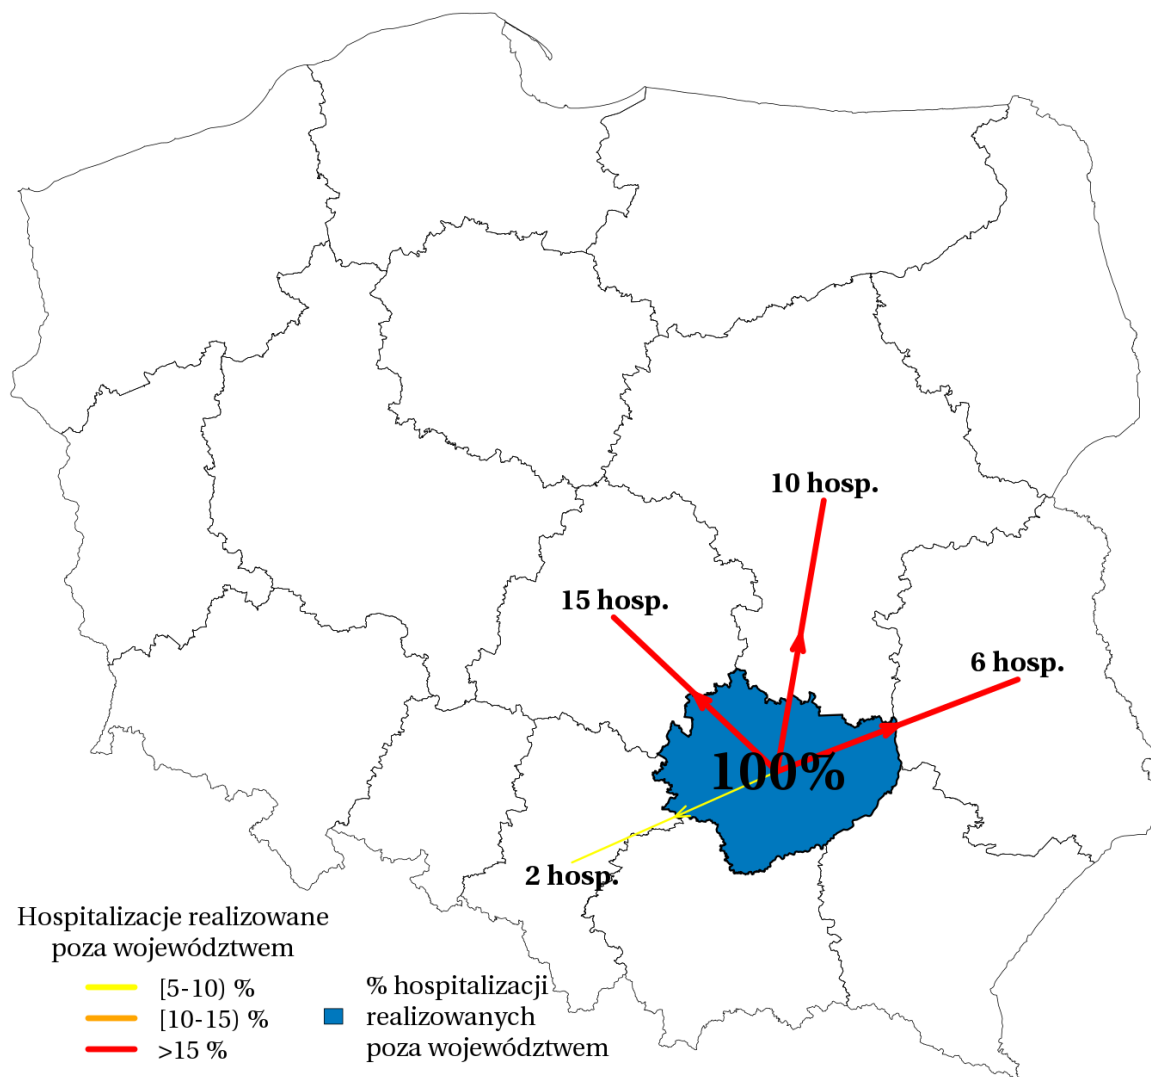 10 hosp.
15 hosp.
6 hosp.
100%
2 hosp.
Hospitalizacje realizowane
poza województwem
[5-10) %
[10-15) %
>15 %
% hospitalizacji
realizowanych
poza województwem